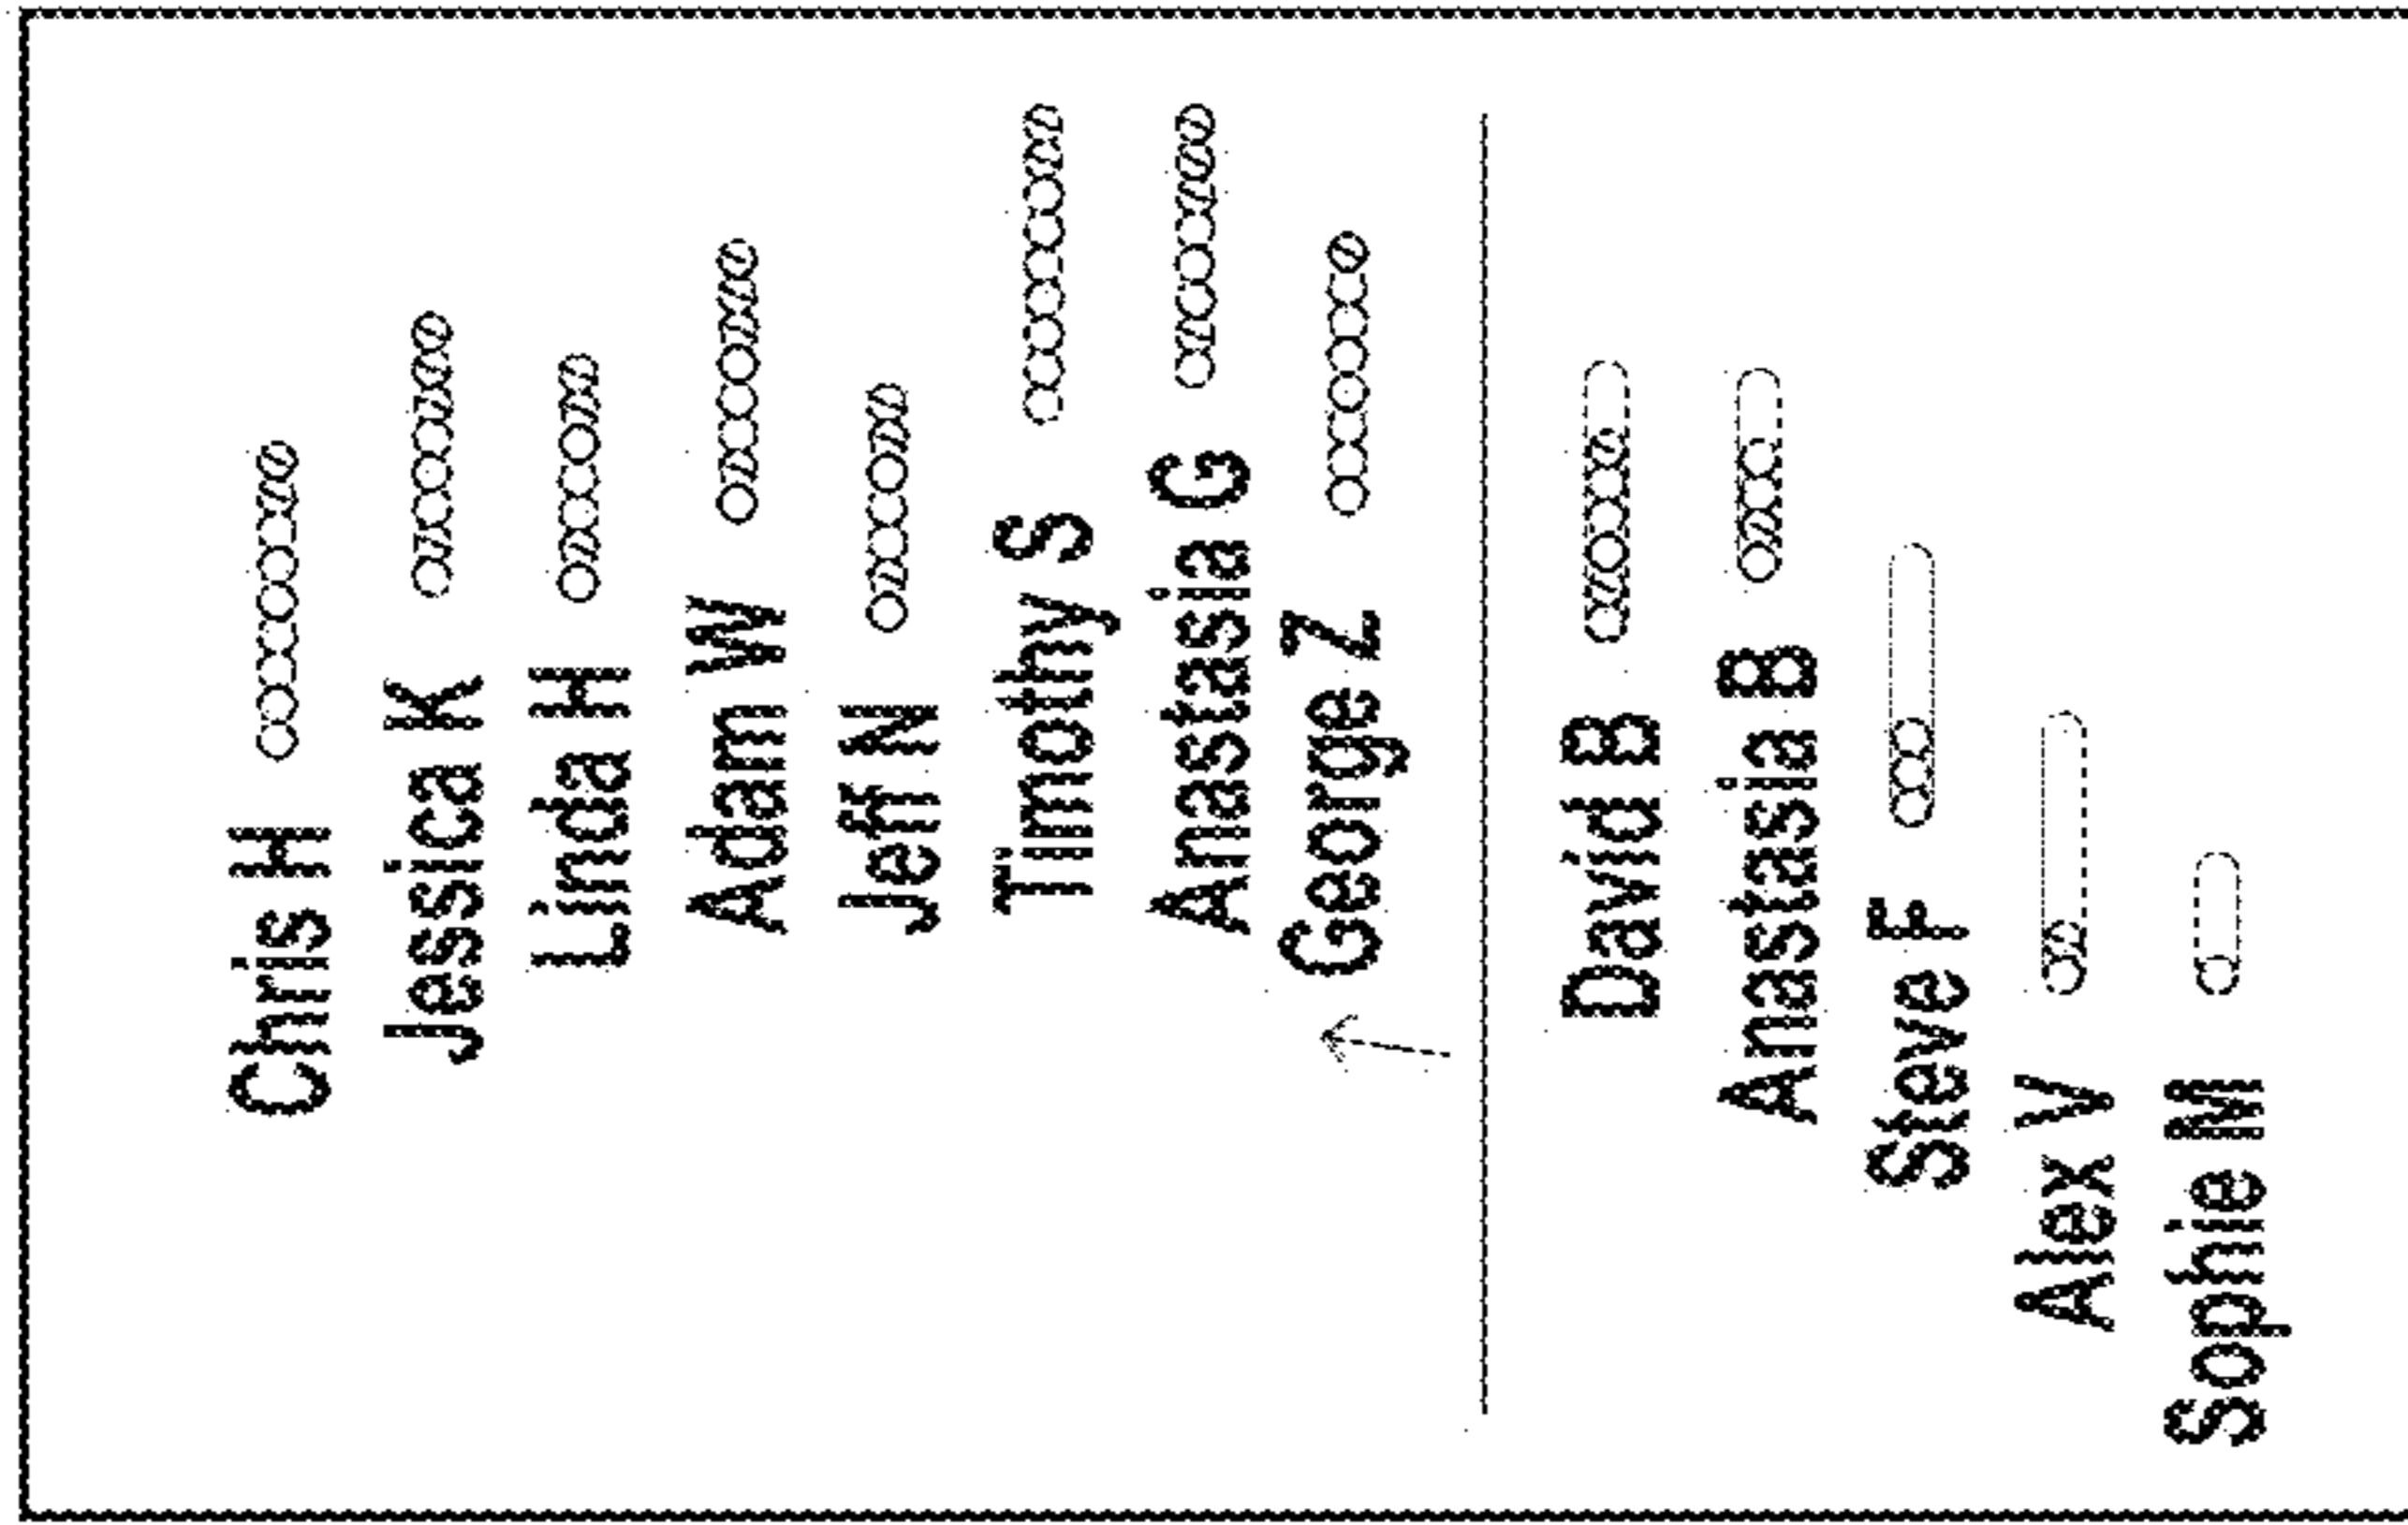 Chris H
Jessica K
Linda H
Adam W
Jeff N
Timothy S
Anastasia G
George Z
David B
Anastasia B
Steve F
Alex V
Sophie M